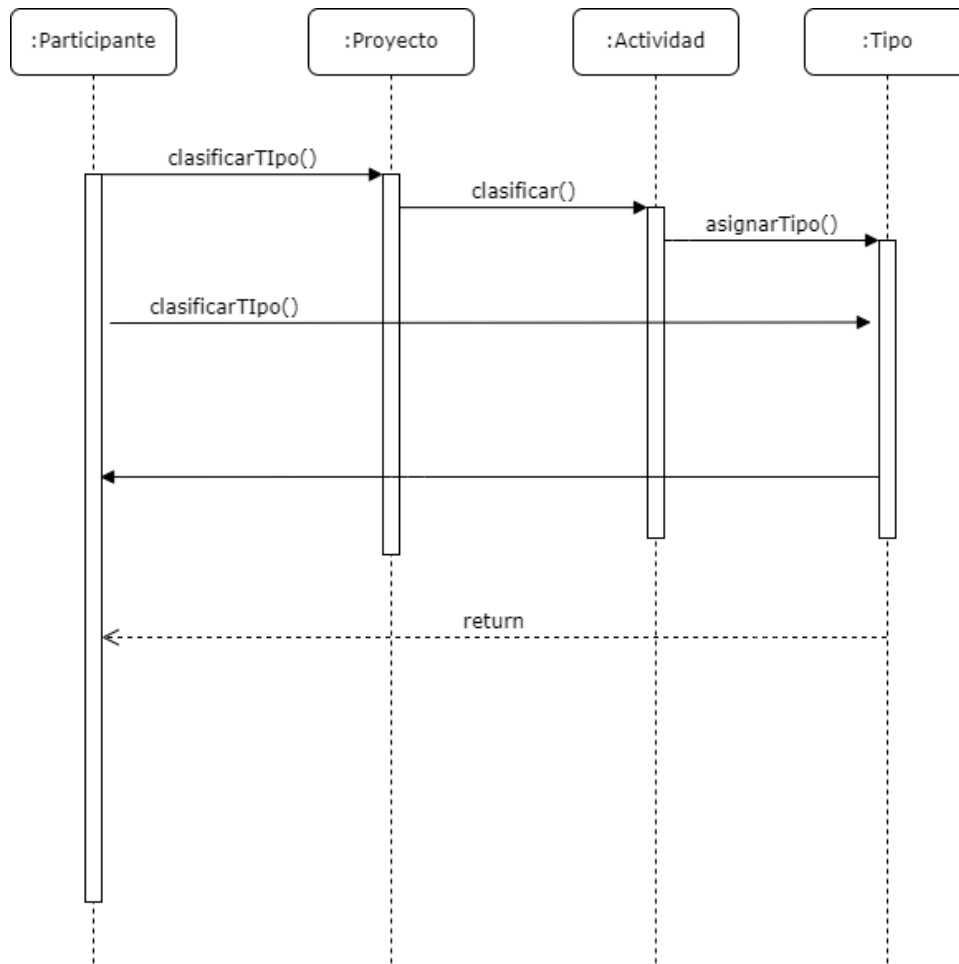 :Participante
:Proyecto
:Actividad
:Tipo
clasificarTIpo()
clasificar()
asignarTipo()
clasificarTIpo()
return